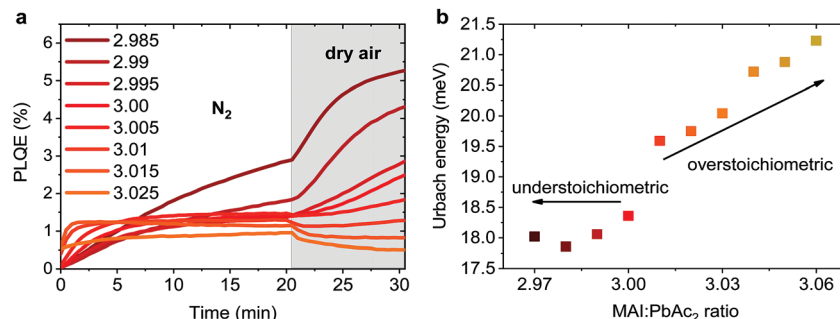 a
PLQE (%)
6
5
4
3
2
1
0
2.985
2.99
2.995
3.00
3.005
3.01
3.015
3.025
N₂
dry air
0 5 10 15 20 25 30
Time (min)
b
Urbach energy (meV)
21.5
21.0
20.5
20.0
19.5
19.0
18.5
18.0
17.5
understoichiometric
overstoichiometric
2.97 3.00 3.03 3.06
MAI:PbAc₂ ratio